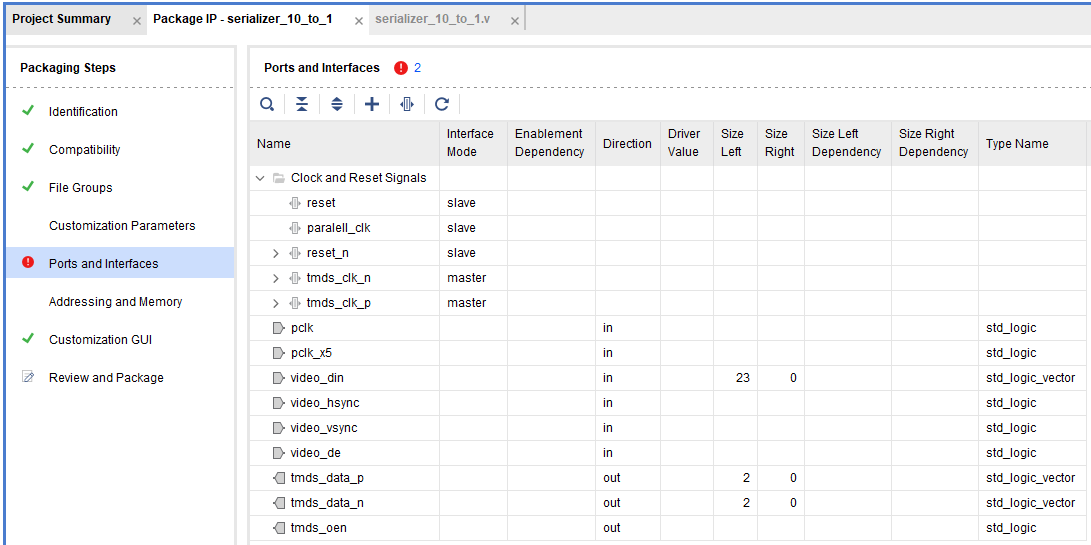 Project Summary × Package IP - serializer_10_to_1 × serializer_10_to_1.v ×
Packaging Steps
Identification
Compatibility
File Groups
Customization Parameters
Ports and Interfaces
Addressing and Memory
Customization GUI
Review and Package
Ports and Interfaces 2
Name Interface Mode Enablement Dependency Direction Driver Value Size Left Size Right Size Left Dependency Size Right Dependency Type Name
Clock and Reset Signals
reset slave
paralell_clk slave
reset_n slave
tmds_clk_n master
tmds_clk_p master
pclk in std_logic
pclk_x5 in std_logic
video_din in 23 0 std_logic_vector
video_hsync in std_logic
video_vsync in std_logic
video_de in std_logic
tmds_data_p out 2 0 std_logic_vector
tmds_data_n out 2 0 std_logic_vector
tmds_oen out std_logic